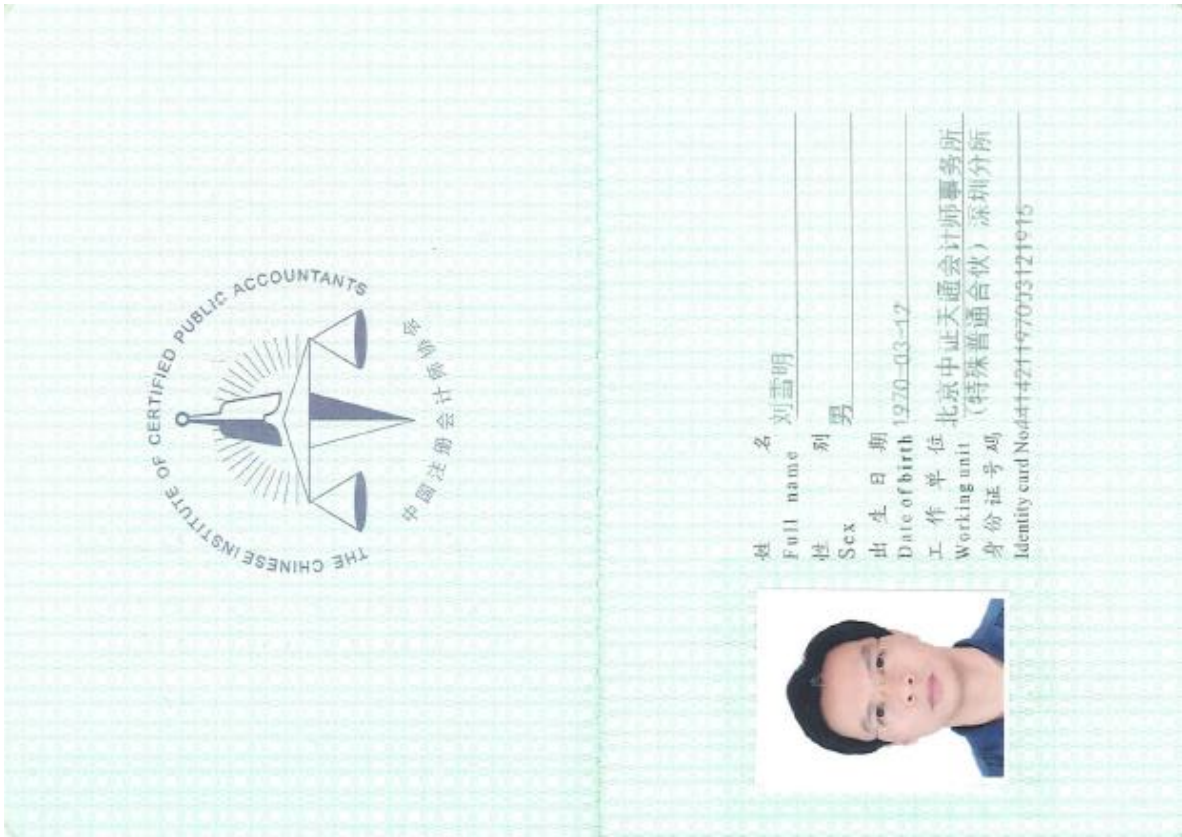 THE CHINESE INSTITUTE OF CERTIFIED PUBLIC ACCOUNTANTS
中国注册会计师协会
姓 名
Full name 刘雪明
性 别
Sex 男
出生日期
Date of birth 1970-03-12
工作单位 北京中证天通会计师事务所
Working unit (特殊普通合伙)深圳分所
身份证号码
Identity card No.441421197003121915